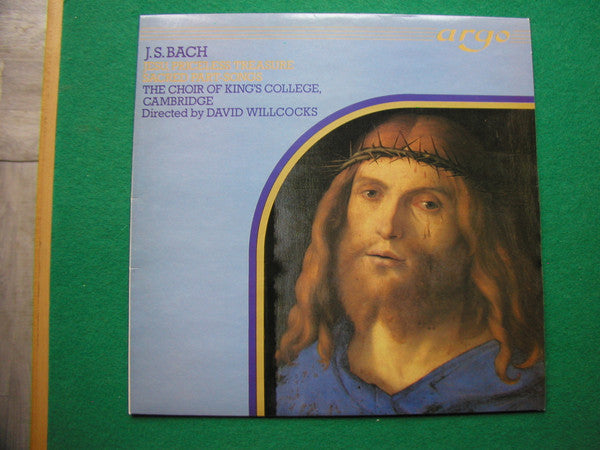 argo
J.S.BACH
JESU PRICELESS TREASURE
SACRED PART SONGS
THE CHOIR OF KING'S COLLEGE,
CAMBRIDGE
Directed by DAVID WILLCOCKS